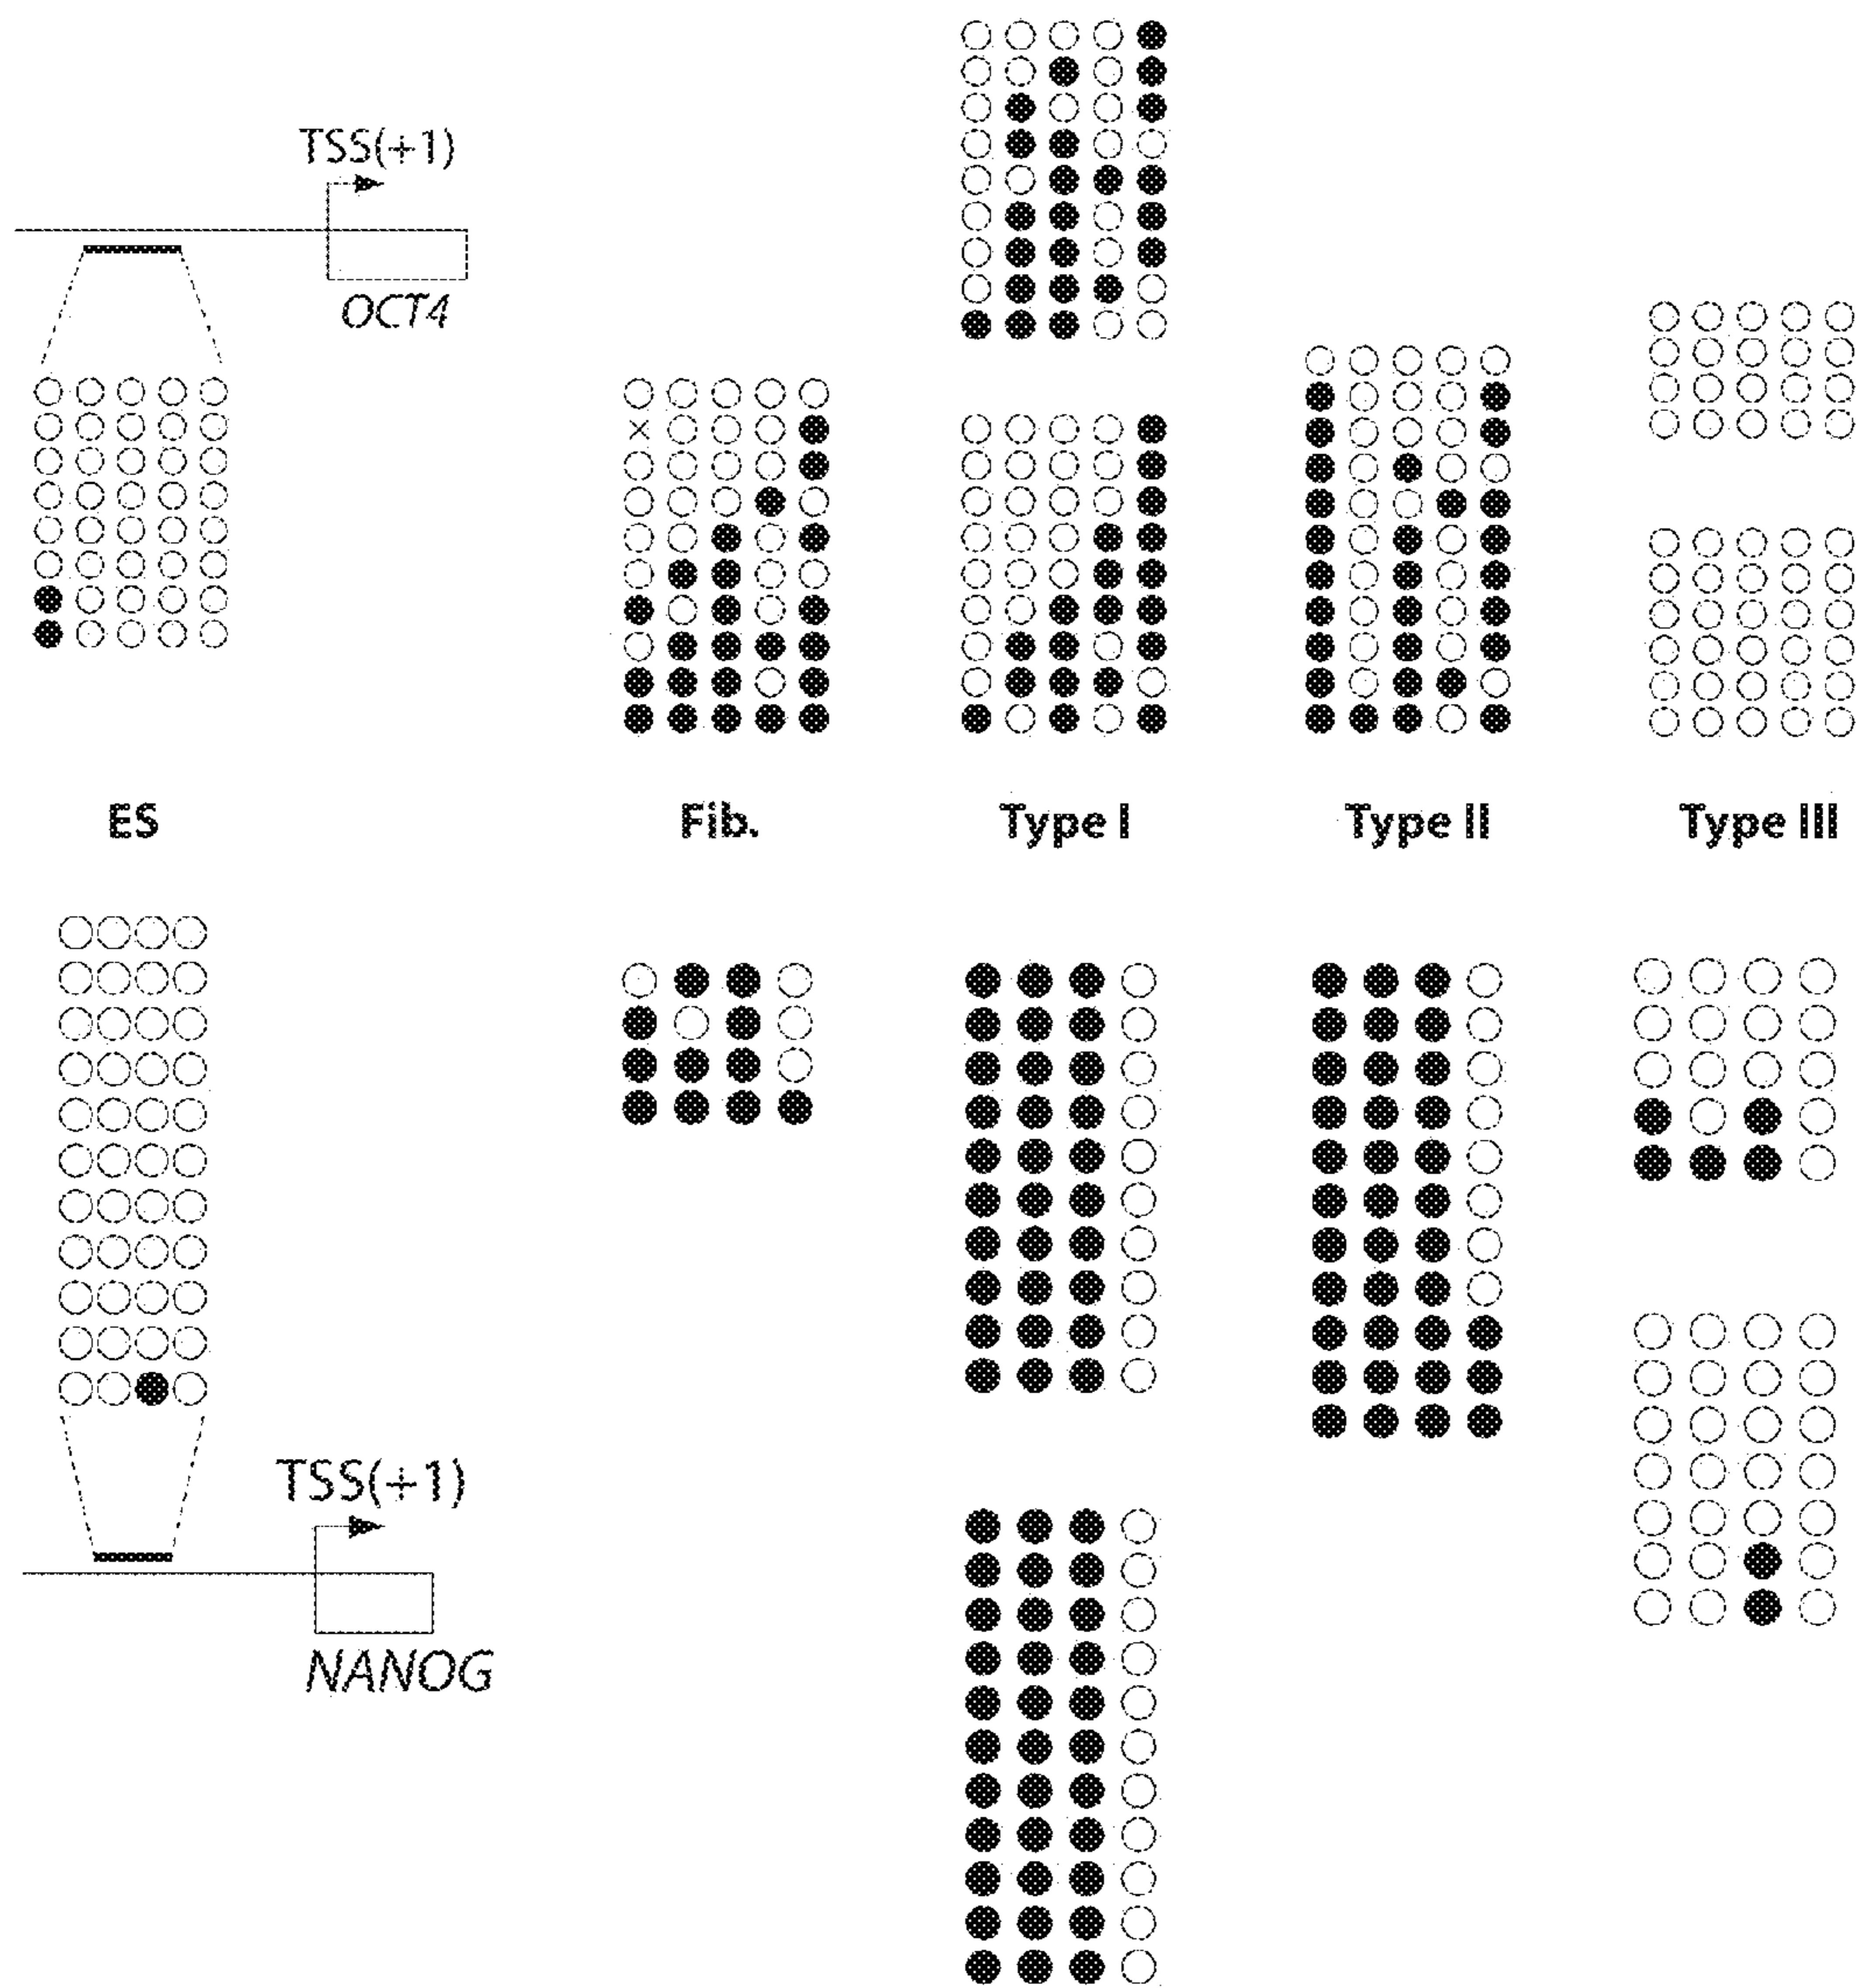 TSS(+1)
OCT4
ES
Fib.
Type I
Type II
Type III
TSS(+1)
NANOG